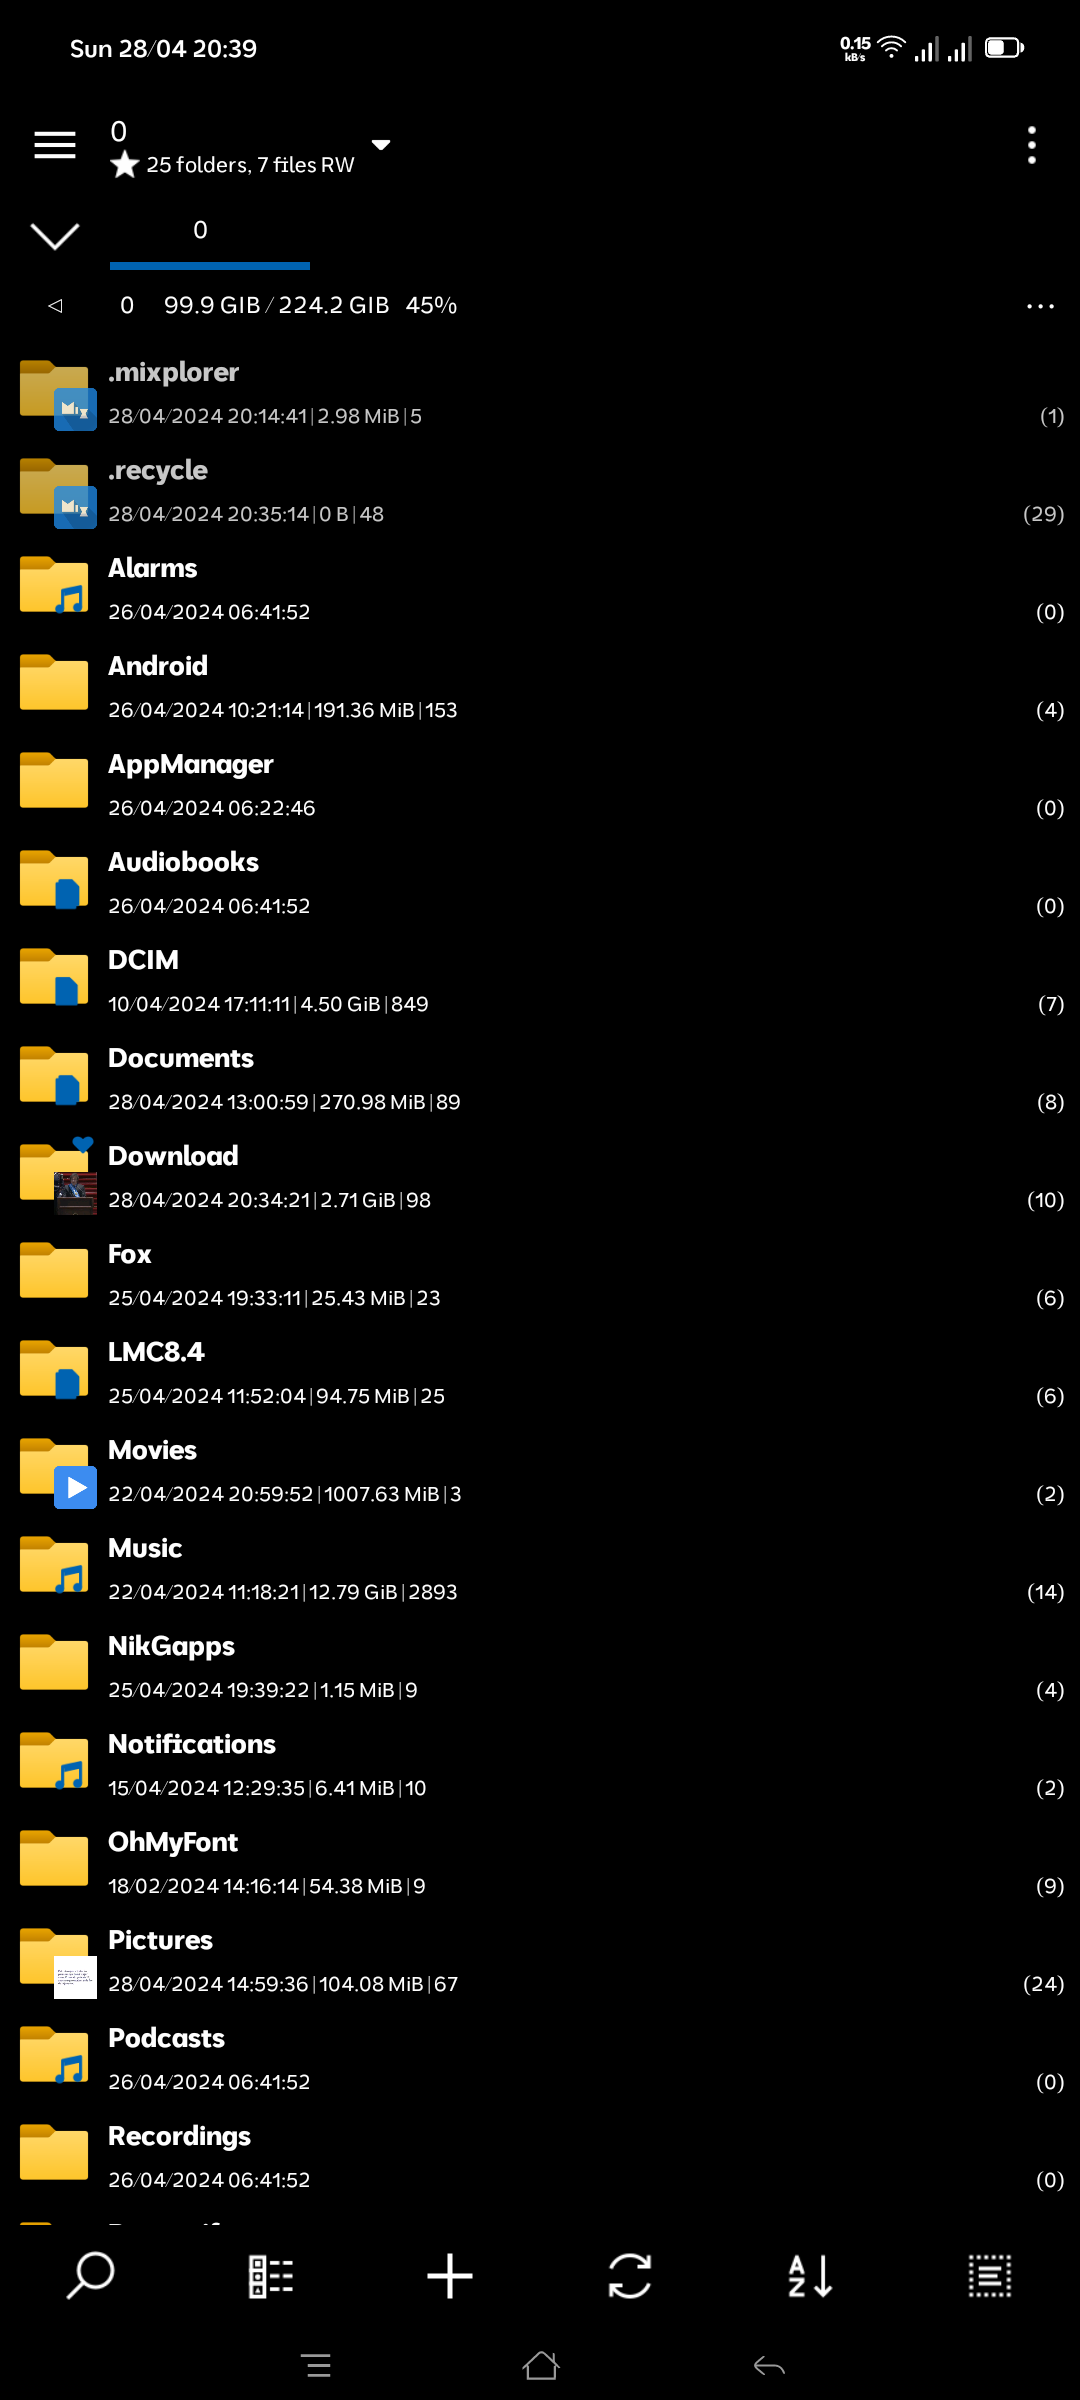 Sun 28/04 20:39
0.15
kB/s
0
25 folders, 7 files RW
0
0 99.9 GIB / 224.2 GIB 45%
.mixplorer
28/04/2024 20:14:41|2.98 MiB|5 (1)
.recycle
28/04/2024 20:35:14|0 B|48 (29)
Alarms
26/04/2024 06:41:52 (0)
Android
26/04/2024 10:21:14|191.36 MiB|153 (4)
AppManager
26/04/2024 06:22:46 (0)
Audiobooks
26/04/2024 06:41:52 (0)
DCIM
10/04/2024 17:11:11|4.50 GiB|849 (7)
Documents
28/04/2024 13:00:59|270.98 MiB|89 (8)
Download
28/04/2024 20:34:21|2.71 GiB|98 (10)
Fox
25/04/2024 19:33:11|25.43 MiB|23 (6)
LMC8.4
25/04/2024 11:52:04|94.75 MiB|25 (6)
Movies
22/04/2024 20:59:52|1007.63 MiB|3 (2)
Music
22/04/2024 11:18:21|12.79 GiB|2893 (14)
NikGapps
25/04/2024 19:39:22|1.15 MiB|9 (4)
Notifications
15/04/2024 12:29:35|6.41 MiB|10 (2)
OhMyFont
18/02/2024 14:16:14|54.38 MiB|9 (9)
Pictures
28/04/2024 14:59:36|104.08 MiB|67 (24)
Podcasts
26/04/2024 06:41:52 (0)
Recordings
26/04/2024 06:41:52 (0)
A
Z